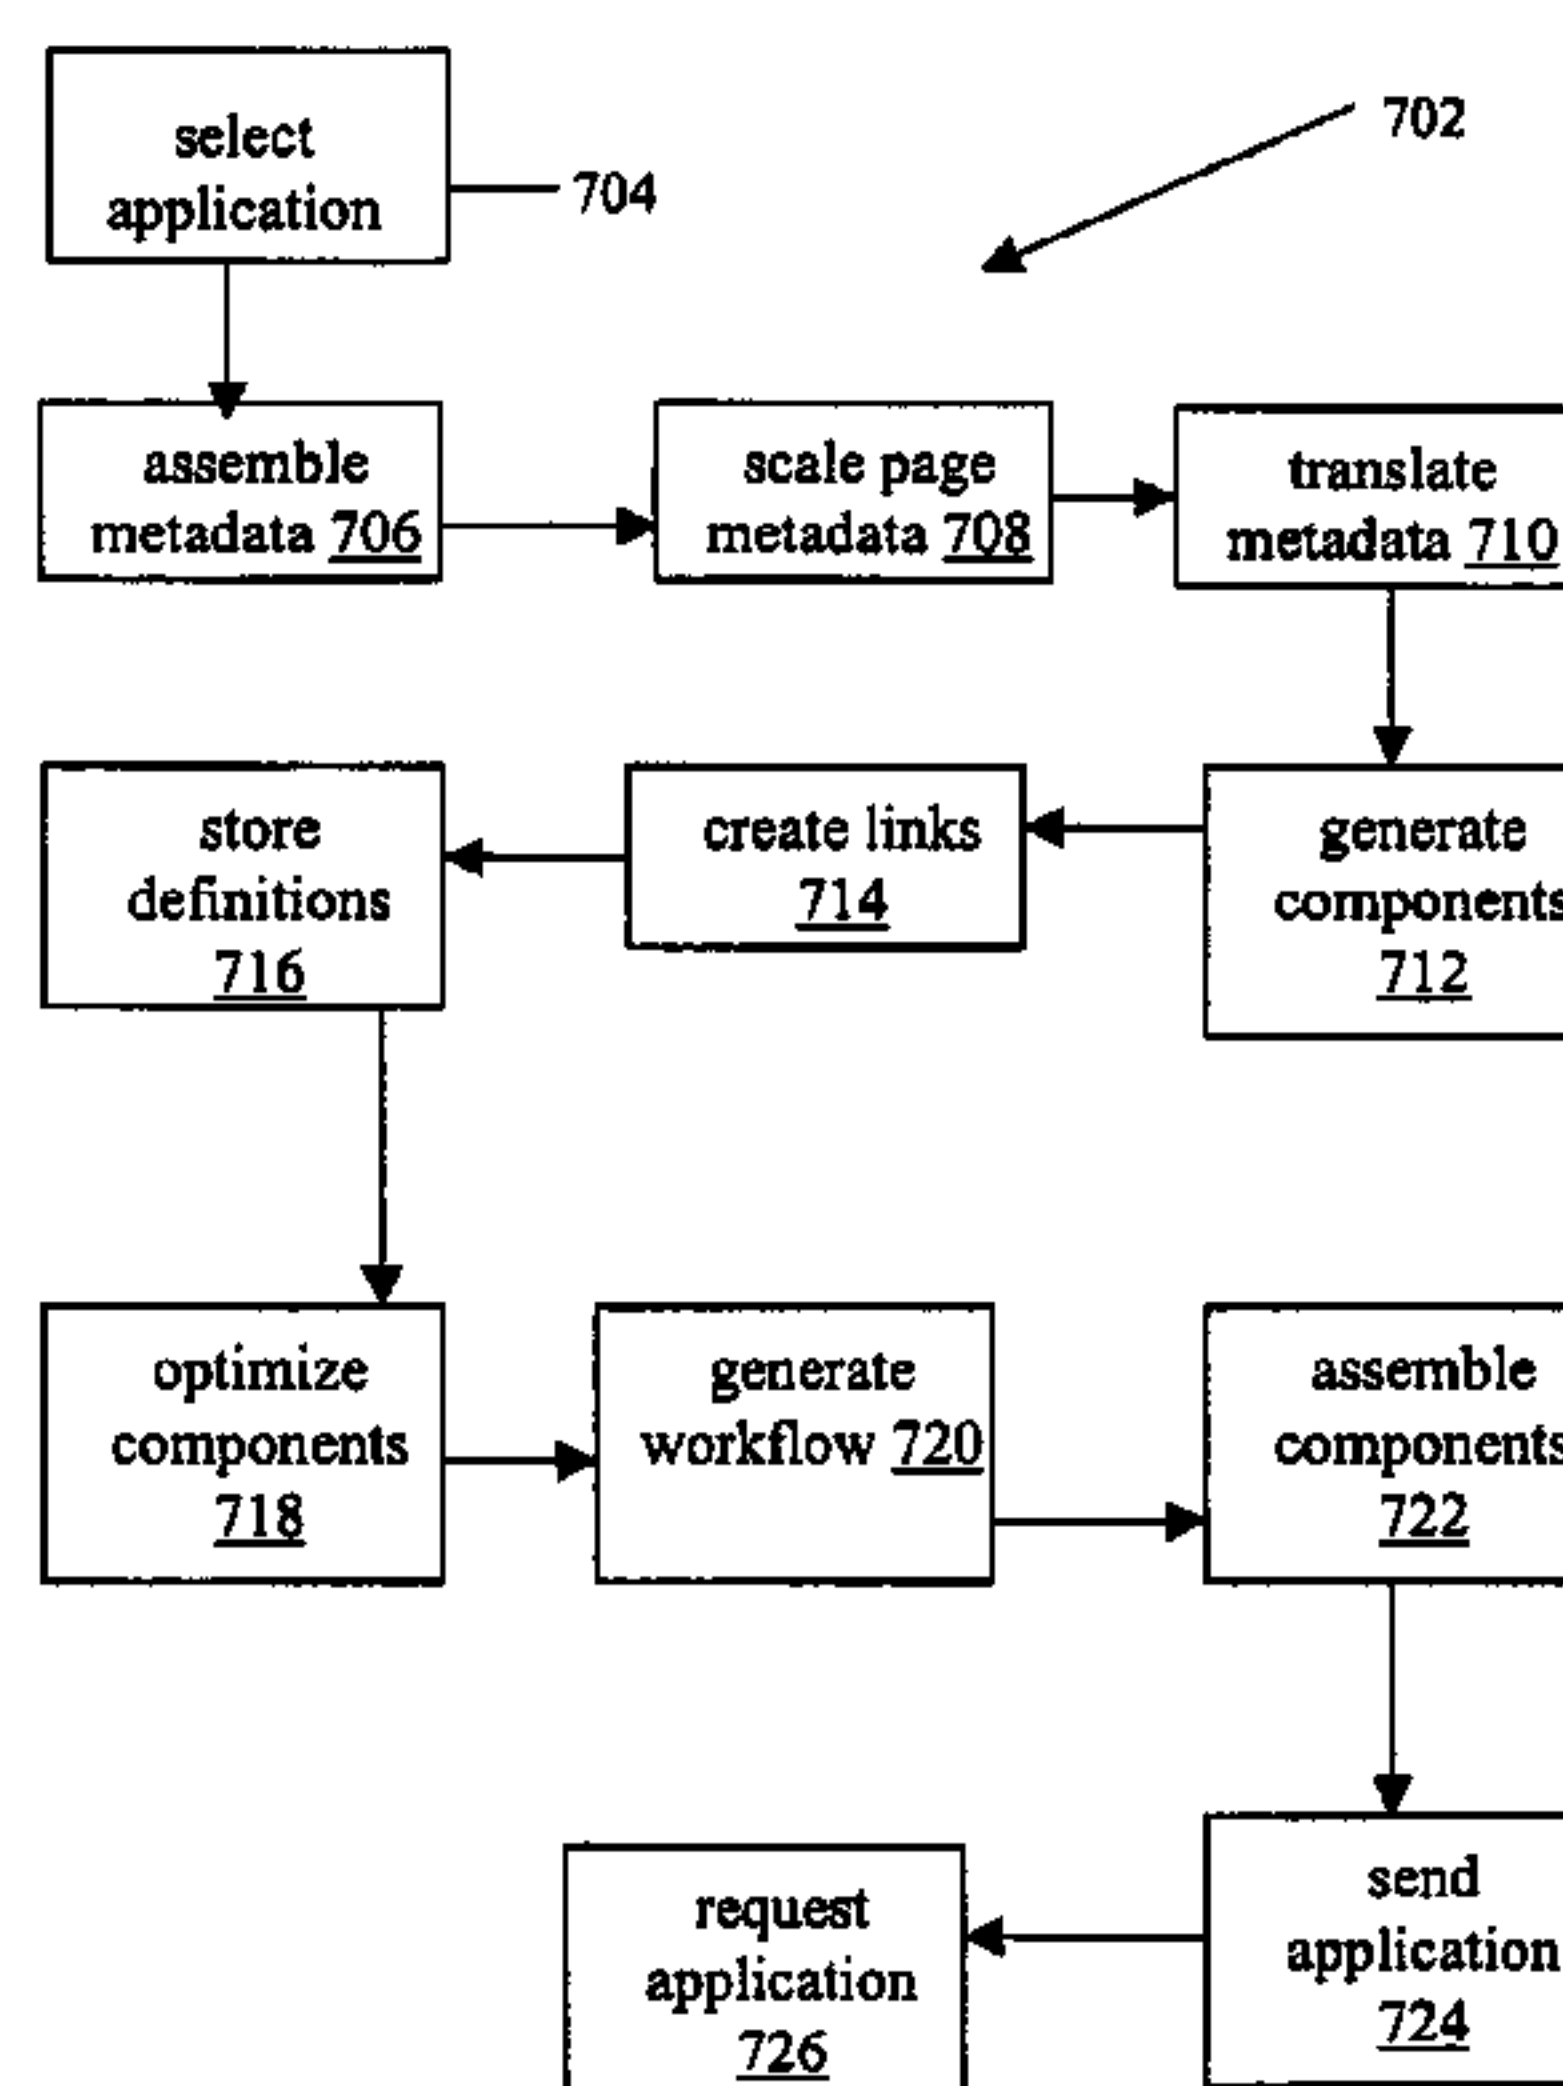 select
application
704
702
assemble
metadata 706
scale page
metadata 708
translate
metadata 710
store
definitions
716
create links
714
generate
components
712
optimize
components
718
generate
workflow 720
assemble
components
722
request
application
726
send
application
724